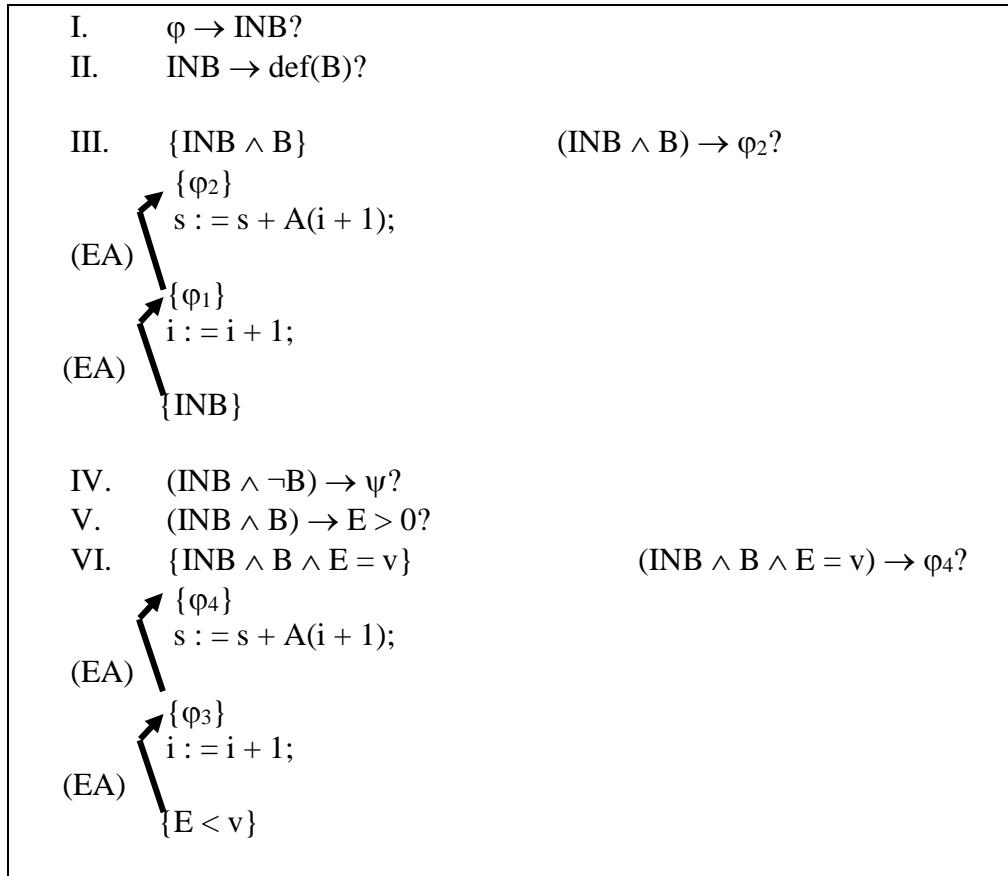 I. φ → INB?
II. INB → def(B)?
III. {INB ∧ B} (INB ∧ B) → φ₂?
{φ₂}
s : = s + A(i + 1);
(EA)
{φ₁}
i : = i + 1;
(EA)
{INB}
IV. (INB ∧ ¬B) → ψ?
V. (INB ∧ B) → E > 0?
VI. {INB ∧ B ∧ E = v} (INB ∧ B ∧ E = v) → φ₄?
{φ₄}
s : = s + A(i + 1);
(EA)
{φ₃}
i : = i + 1;
(EA)
{E < v}